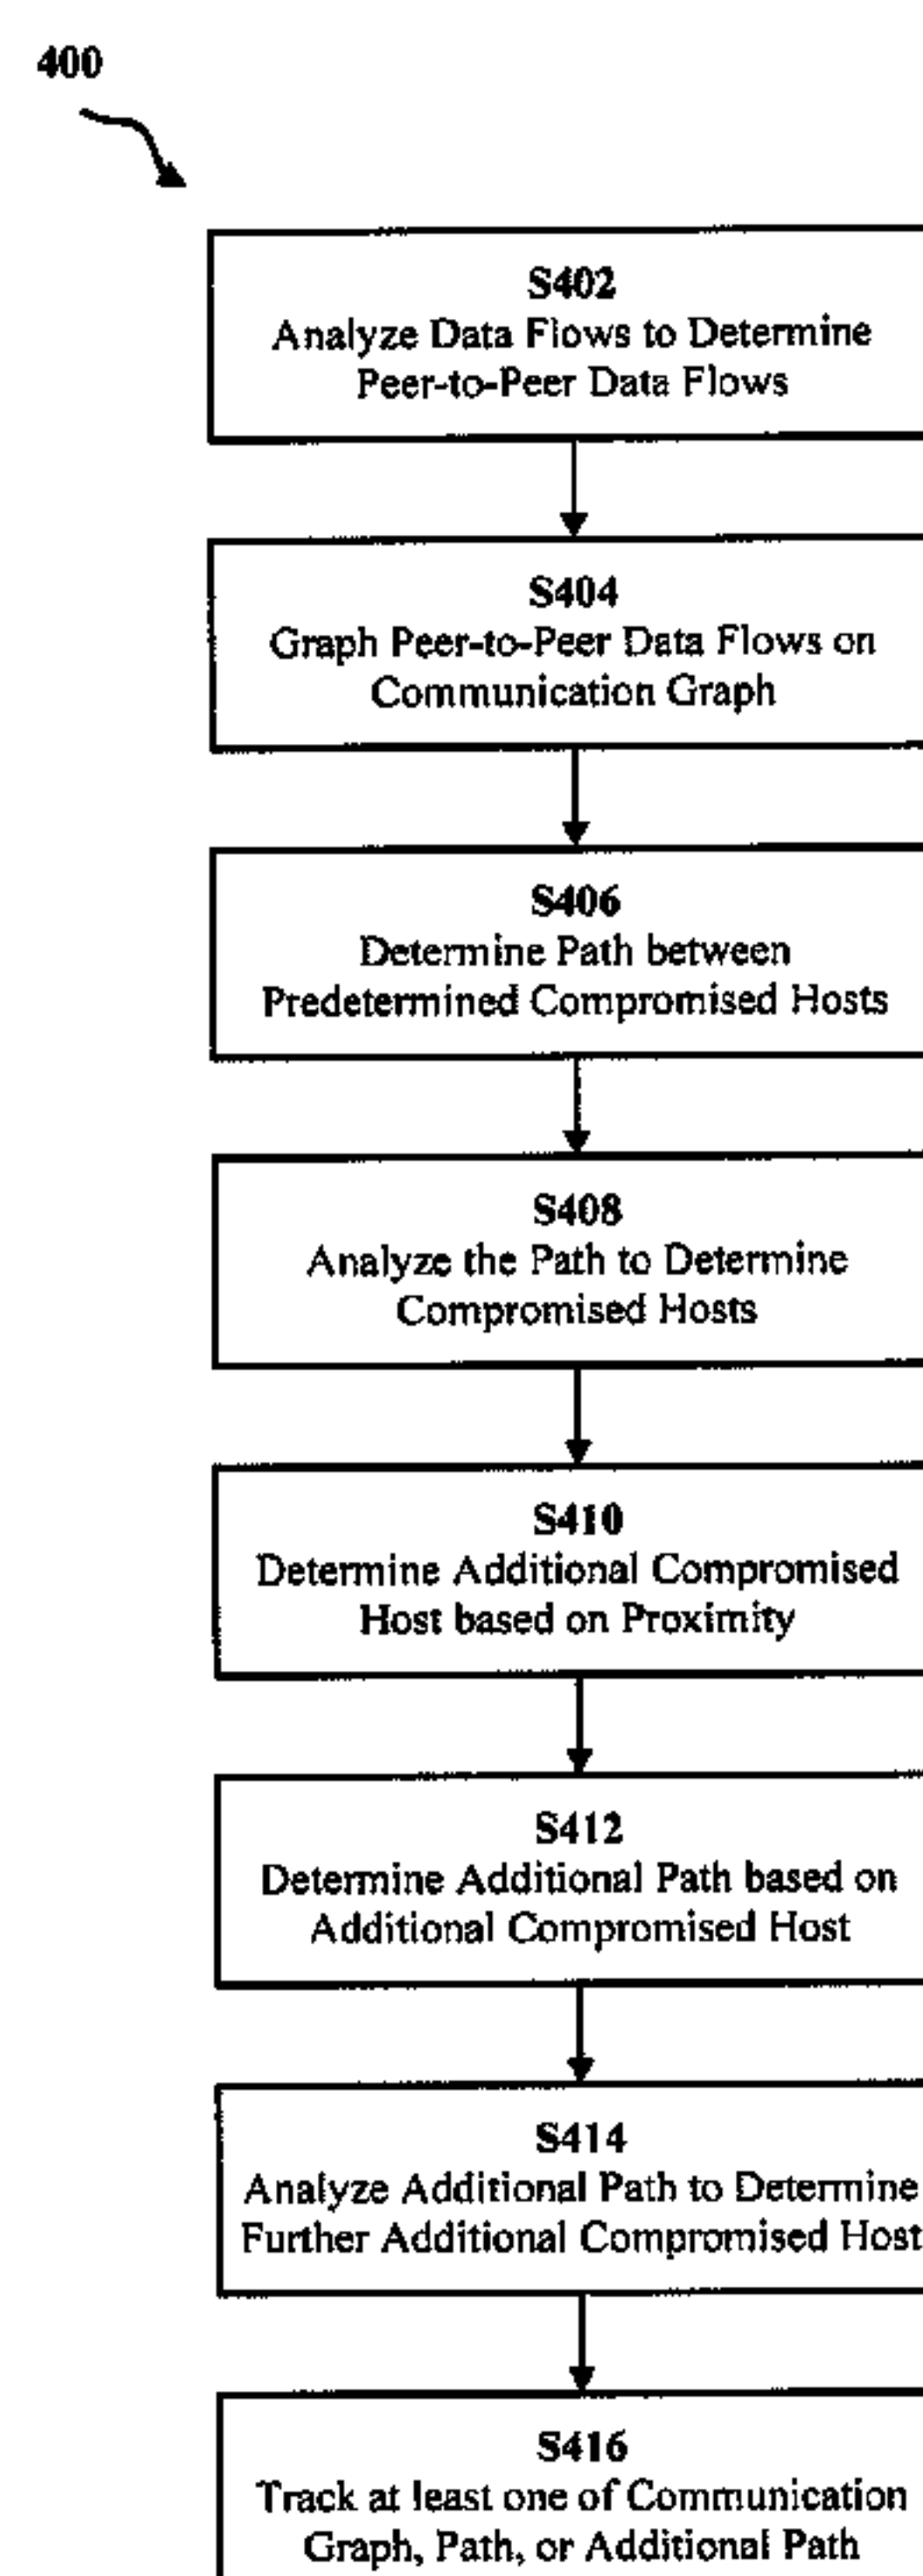 400
S402
Analyze Data Flows to Determine
Peer-to-Peer Data Flows
S404
Graph Peer-to-Peer Data Flows on
Communication Graph
S406
Determine Path between
Predetermined Compromised Hosts
S408
Analyze the Path to Determine
Compromised Hosts
S410
Determine Additional Compromised
Host based on Proximity
S412
Determine Additional Path based on
Additional Compromised Host
S414
Analyze Additional Path to Determine
Further Additional Compromised Host
S416
Track at least one of Communication
Graph, Path, or Additional Path